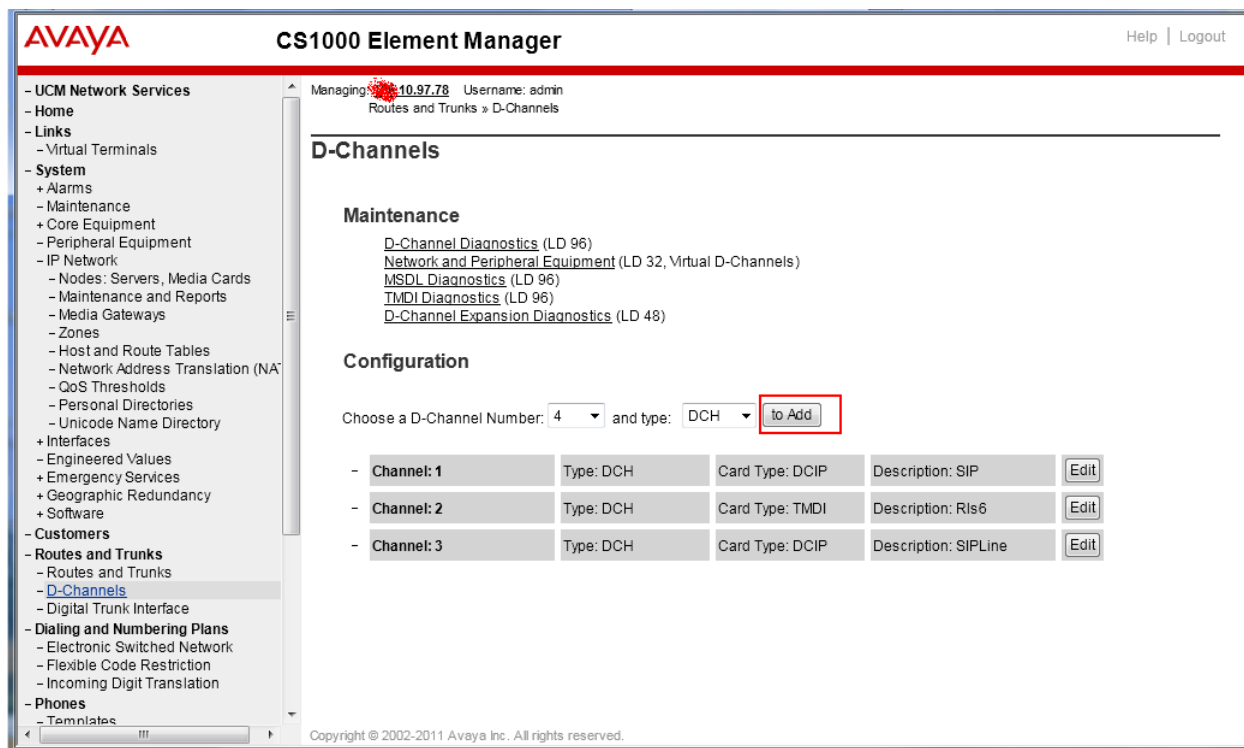 AVAYA
CS1000 Element Manager
Help | Logout
- UCM Network Services
- Home
- Links
- Virtual Terminals
- System
+ Alarms
- Maintenance
+ Core Equipment
- Peripheral Equipment
- IP Network
- Nodes: Servers, Media Cards
- Maintenance and Reports
- Media Gateways
- Zones
- Host and Route Tables
- Network Address Translation (NA
- QoS Thresholds
- Personal Directories
- Unicode Name Directory
+ Interfaces
- Engineered Values
+ Emergency Services
+ Geographic Redundancy
+ Software
- Customers
- Routes and Trunks
- Routes and Trunks
- D-Channels
- Digital Trunk Interface
- Dialing and Numbering Plans
- Electronic Switched Network
- Flexible Code Restriction
- Incoming Digit Translation
- Phones
- Templates
Managing: 10.97.78 Username: admin
Routes and Trunks » D-Channels
D-Channels
Maintenance
D-Channel Diagnostics (LD 96)
Network and Peripheral Equipment (LD 32, Virtual D-Channels)
MSDL Diagnostics (LD 96)
TMDI Diagnostics (LD 96)
D-Channel Expansion Diagnostics (LD 48)
Configuration
Choose a D-Channel Number: 4 and type: DCH to Add
- Channel: 1 Type: DCH Card Type: DCIP Description: SIP Edit
- Channel: 2 Type: DCH Card Type: TMDI Description: Rls6 Edit
- Channel: 3 Type: DCH Card Type: DCIP Description: SIPLine Edit
Copyright © 2002-2011 Avaya Inc. All rights reserved.